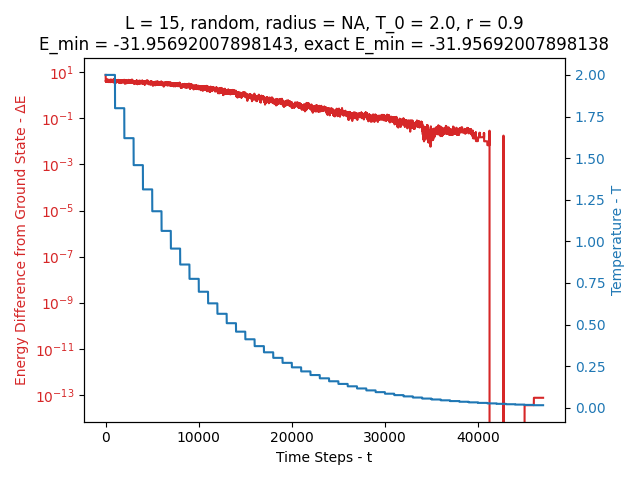 L = 15, random, radius = NA, T_0 = 2.0, r = 0.9
E_min = -31.95692007898143, exact E_min = -31.95692007898138
10^1
10^-1
10^-3
10^-5
10^-7
10^-9
10^-11
10^-13
Energy Difference from Ground State - ΔE
2.00
1.75
1.50
1.25
1.00
0.75
0.50
0.25
0.00
Temperature - T
0 10000 20000 30000 40000
Time Steps - t